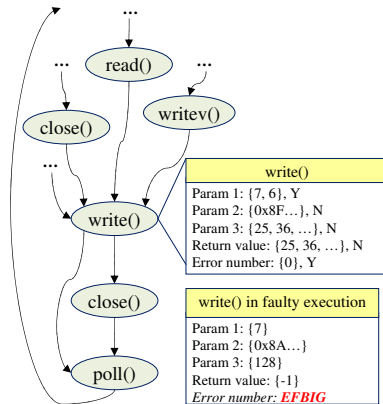 ...
...
read()
...
close()
writev()
...
write()
close()
poll()
write()
Param 1: {7, 6}, Y
Param 2: {0x8F…}, N
Param 3: {25, 36, …}, N
Return value: {25, 36, …}, N
Error number: {0}, Y
write() in faulty execution
Param 1: {7}
Param 2: {0x8A…}
Param 3: {128}
Return value: {-1}
Error number: EFBIG